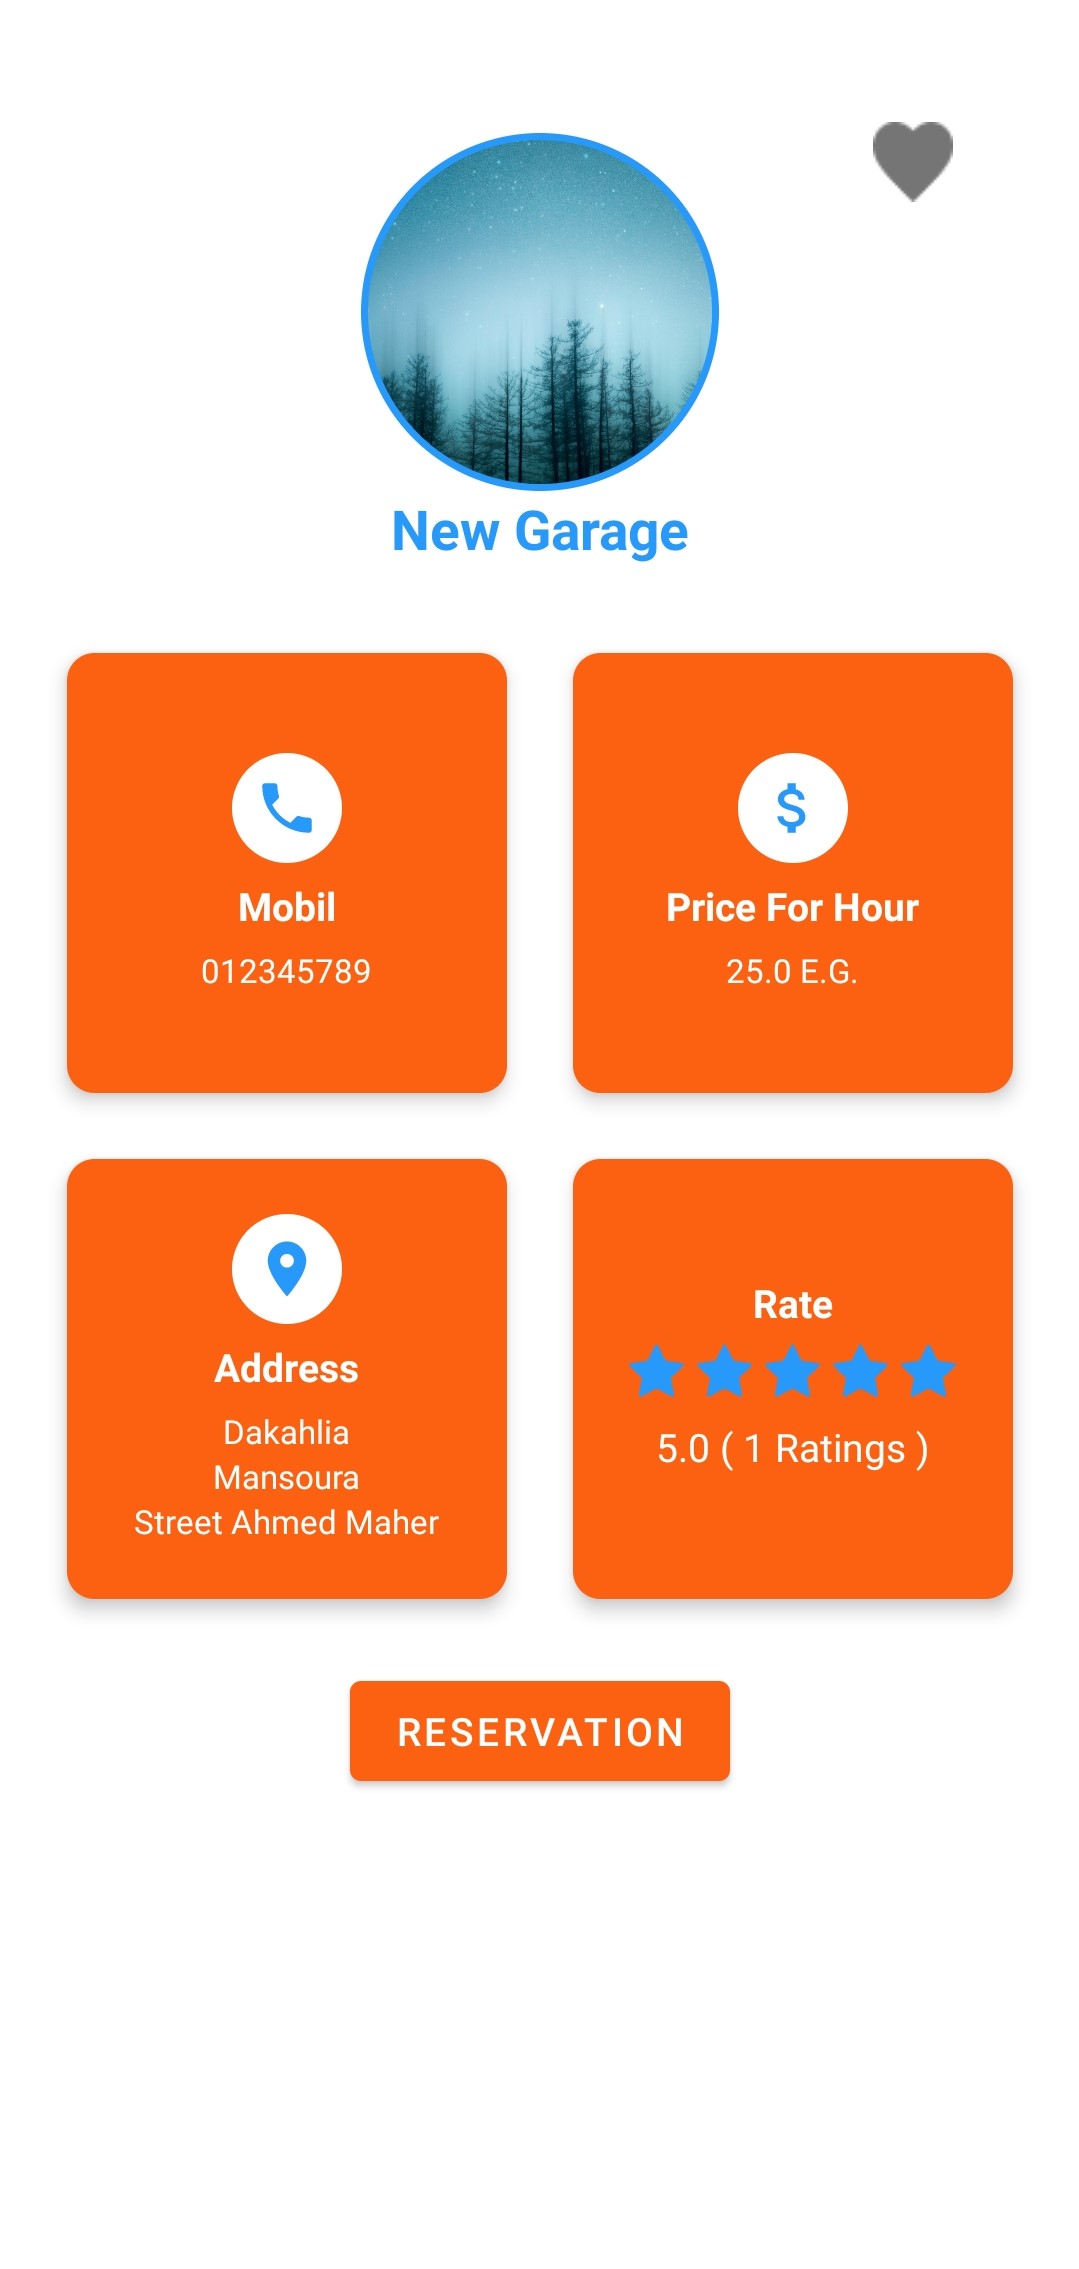 New Garage
Mobil
012345789
Price For Hour
25.0 E.G.
Address
Dakahlia
Mansoura
Street Ahmed Maher
Rate
5.0 ( 1 Ratings )
RESERVATION